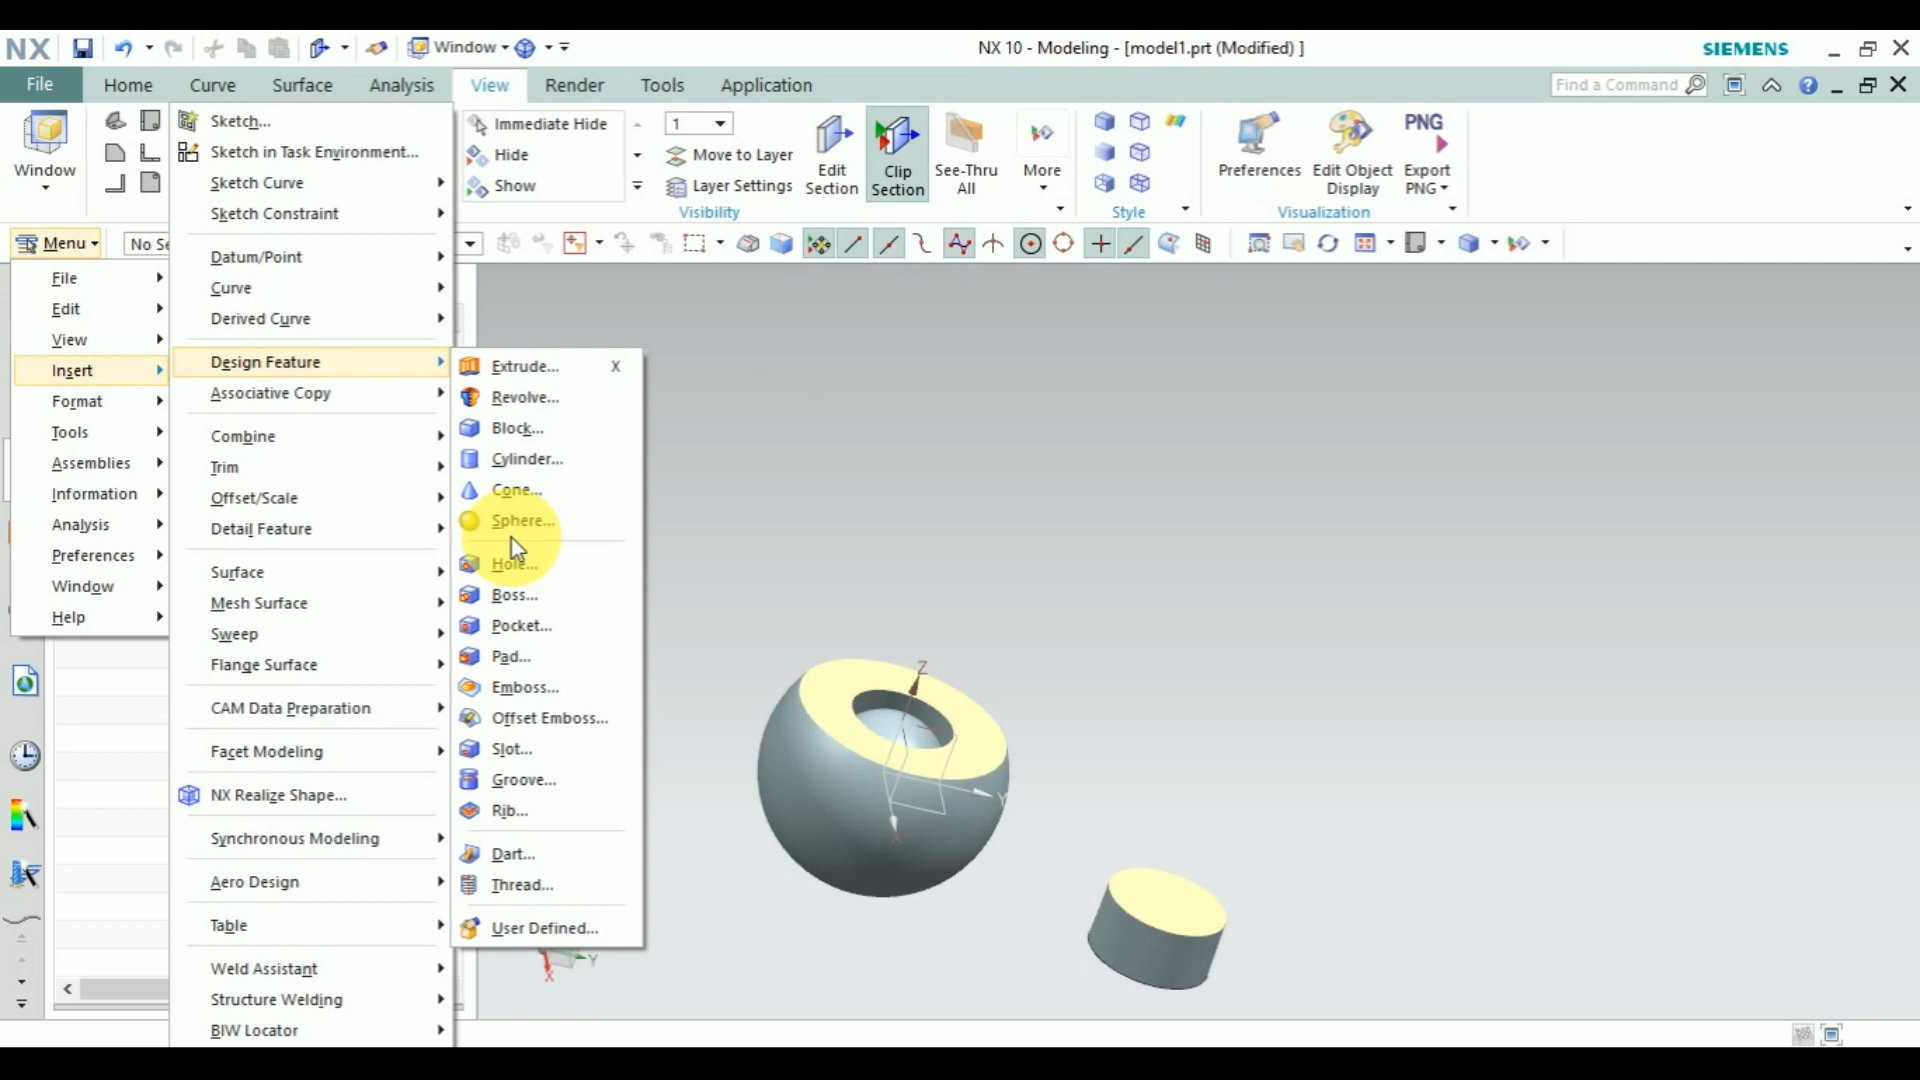 NX
Window
NX 10 - Modeling - [model1.prt (Modified) ]
SIEMENS
File
Home
Curve
Surface
Analysis
View
Render
Tools
Application
Find a Command
Window
Immediate Hide
Hide
Show
1
Move to Layer
Layer Settings
Visibility
Edit Section
Clip Section
See-Thru All
More
Style
Preferences
Edit Object Display
PNG
Export PNG
Visualization
Menu
No Se
File
Edit
View
Insert
Format
Tools
Assemblies
Information
Analysis
Preferences
Window
Help
Sketch...
Sketch in Task Environment...
Sketch Curve
Sketch Constraint
Datum/Point
Curve
Derived Curve
Design Feature
Associative Copy
Combine
Trim
Offset/Scale
Detail Feature
Surface
Mesh Surface
Sweep
Flange Surface
CAM Data Preparation
Facet Modeling
NX Realize Shape...
Synchronous Modeling
Aero Design
Table
Weld Assistant
Structure Welding
BIW Locator
Extrude... X
Revolve...
Block...
Cylinder...
Cone...
Sphere...
Hole...
Boss...
Pocket...
Pad...
Emboss...
Offset Emboss...
Slot...
Groove...
Rib...
Dart...
Thread...
User Defined...
Z
Y
X
Y
X